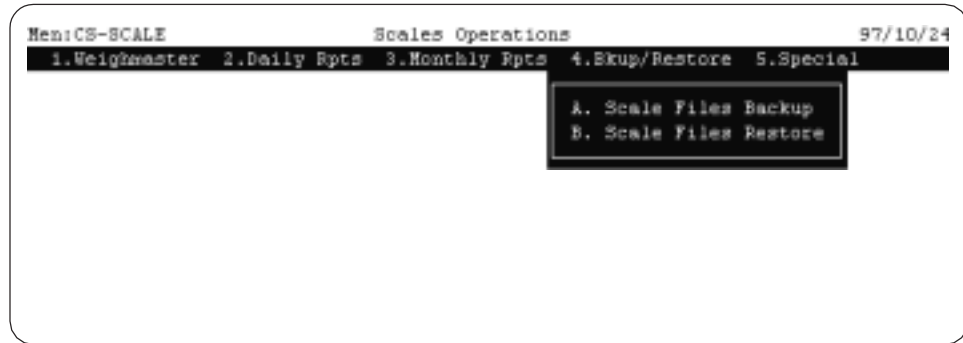 Men:CS-SCALE Scales Operations 97/10/24
1.Weighmaster 2.Daily Rpts 3.Monthly Rpts 4.Bkup/Restore 5.Special
A. Scale Files Backup
B. Scale Files Restore